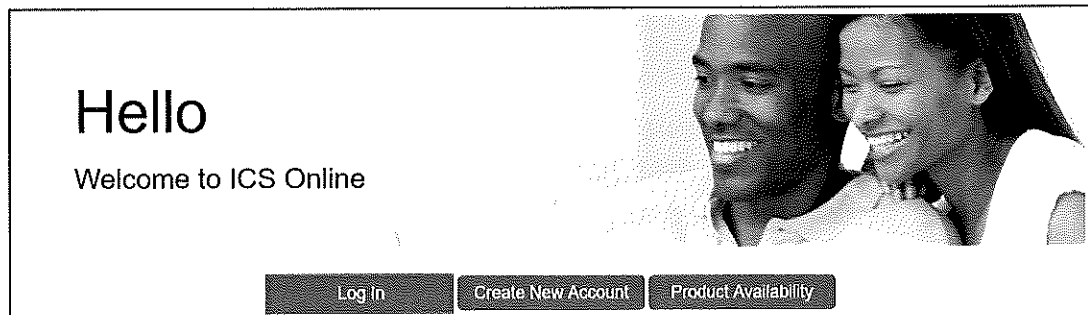 Hello
Welcome to ICS Online
Log In
Create New Account
Product Availability